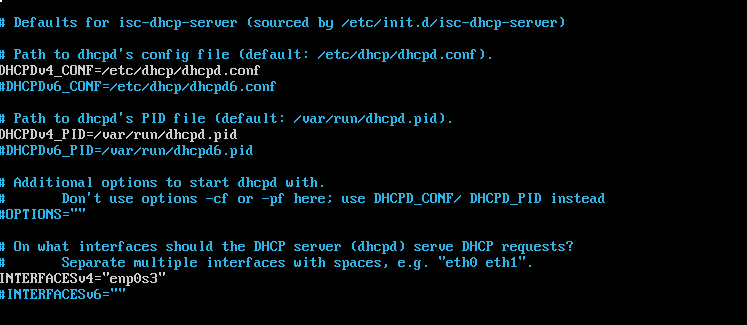 # Defaults for isc-dhcp-server (sourced by /etc/init.d/isc-dhcp-server)
# Path to dhcpd's config file (default: /etc/dhcp/dhcpd.conf).
DHCPDv4_CONF=/etc/dhcp/dhcpd.conf
#DHCPDv6_CONF=/etc/dhcp/dhcpd6.conf
# Path to dhcpd's PID file (default: /var/run/dhcpd.pid).
DHCPDv4_PID=/var/run/dhcpd.pid
#DHCPDv6_PID=/var/run/dhcpd6.pid
# Additional options to start dhcpd with.
#       Don't use options -cf or -pf here; use DHCPD_CONF/ DHCPD_PID instead
#OPTIONS=""
# On what interfaces should the DHCP server (dhcpd) serve DHCP requests?
#       Separate multiple interfaces with spaces, e.g. "eth0 eth1".
INTERFACESv4="enp0s3"
#INTERFACESv6=""